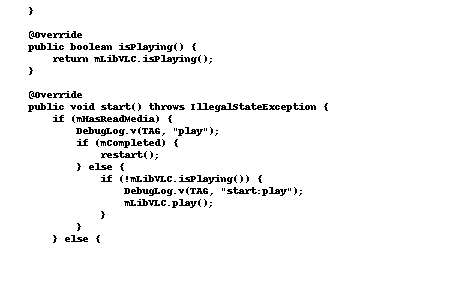 }
@Override
public boolean isPlaying() {
return mLibVLC.isPlaying();
}
@Override
public void start() throws IllegalStateException {
if (mHasReadMedia) {
DebugLog.v(TAG, "play");
if (mCompleted) {
restart();
} else {
if (!mLibVLC.isPlaying()) {
DebugLog.v(TAG, "start:play");
mLibVLC.play();
}
}
} else {